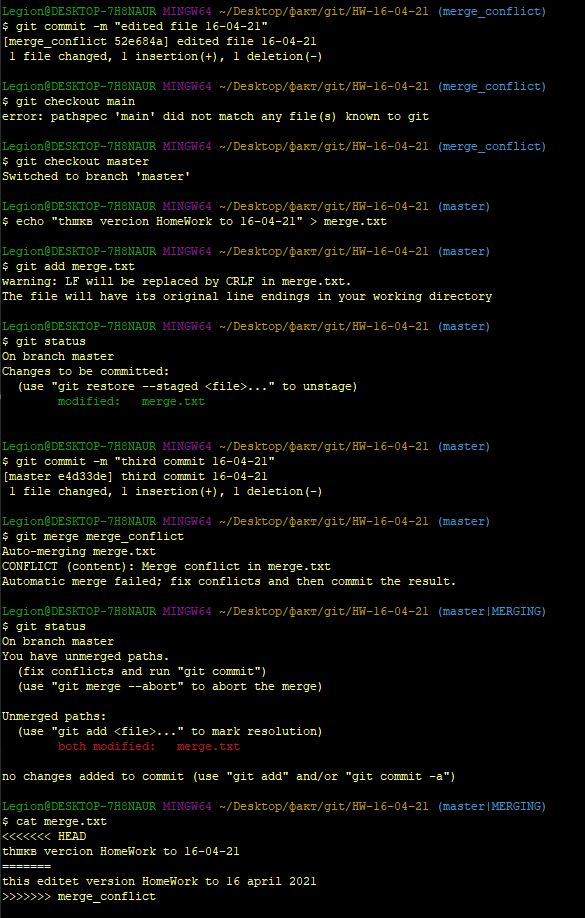 Legion@DESKTOP-7H8NAUR MINGW64 ~/Desktop/факт/git/HW-16-04-21 (merge_conflict)
$ git commit -m "edited file 16-04-21"
[merge_conflict 52e684a] edited file 16-04-21
 1 file changed, 1 insertion(+), 1 deletion(-)

Legion@DESKTOP-7H8NAUR MINGW64 ~/Desktop/факт/git/HW-16-04-21 (merge_conflict)
$ git checkout main
error: pathspec 'main' did not match any file(s) known to git

Legion@DESKTOP-7H8NAUR MINGW64 ~/Desktop/факт/git/HW-16-04-21 (merge_conflict)
$ git checkout master
Switched to branch 'master'

Legion@DESKTOP-7H8NAUR MINGW64 ~/Desktop/факт/git/HW-16-04-21 (master)
$ echo "thшкв vercion HomeWork to 16-04-21" > merge.txt

Legion@DESKTOP-7H8NAUR MINGW64 ~/Desktop/факт/git/HW-16-04-21 (master)
$ git add merge.txt
warning: LF will be replaced by CRLF in merge.txt.
The file will have its original line endings in your working directory

Legion@DESKTOP-7H8NAUR MINGW64 ~/Desktop/факт/git/HW-16-04-21 (master)
$ git status
On branch master
Changes to be committed:
  (use "git restore --staged <file>..." to unstage)
        modified:   merge.txt

Legion@DESKTOP-7H8NAUR MINGW64 ~/Desktop/факт/git/HW-16-04-21 (master)
$ git commit -m "third commit 16-04-21"
[master e4d33de] third commit 16-04-21
 1 file changed, 1 insertion(+), 1 deletion(-)

Legion@DESKTOP-7H8NAUR MINGW64 ~/Desktop/факт/git/HW-16-04-21 (master)
$ git merge merge_conflict
Auto-merging merge.txt
CONFLICT (content): Merge conflict in merge.txt
Automatic merge failed; fix conflicts and then commit the result.

Legion@DESKTOP-7H8NAUR MINGW64 ~/Desktop/факт/git/HW-16-04-21 (master|MERGING)
$ git status
On branch master
You have unmerged paths.
  (fix conflicts and run "git commit")
  (use "git merge --abort" to abort the merge)

Unmerged paths:
  (use "git add <file>..." to mark resolution)
        both modified:   merge.txt

no changes added to commit (use "git add" and/or "git commit -a")

Legion@DESKTOP-7H8NAUR MINGW64 ~/Desktop/факт/git/HW-16-04-21 (master|MERGING)
$ cat merge.txt
<<<<<<< HEAD
thшкв vercion HomeWork to 16-04-21
=======
this editet version HomeWork to 16 april 2021
>>>>>>> merge_conflict